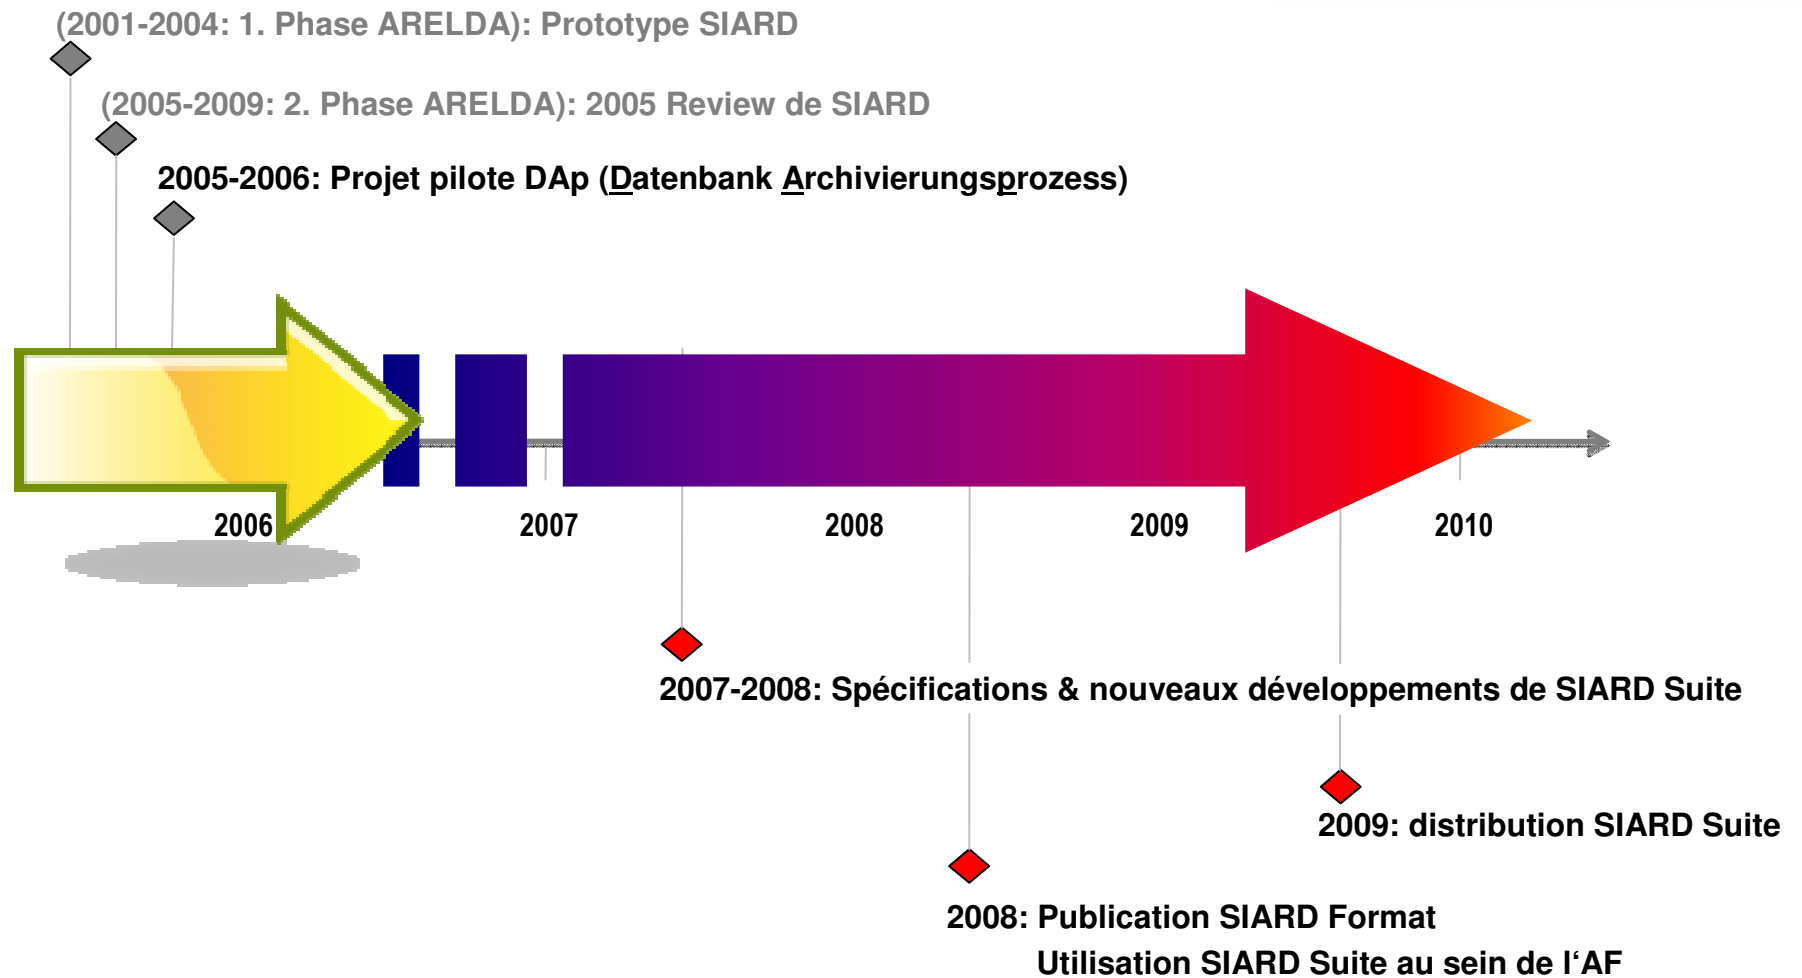 (2001-2004: 1. Phase ARELDA): Prototype SIARD
(2005-2009: 2. Phase ARELDA): 2005 Review de SIARD
2005-2006: Projet pilote DAp (Datenbank Archivierungsprozess)
2006 2007 2008 2009 2010
2007-2008: Spécifications & nouveaux développements de SIARD Suite
2009: distribution SIARD Suite
2008: Publication SIARD Format
Utilisation SIARD Suite au sein de l‘AF